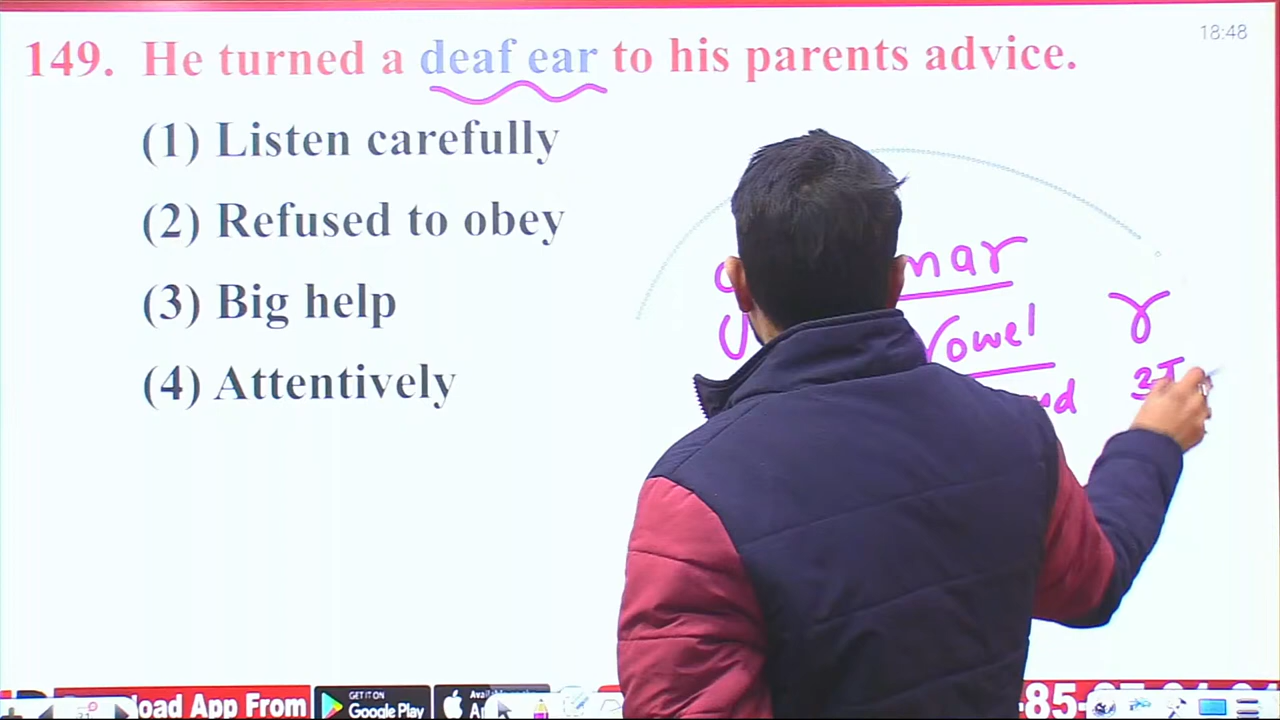 18:48
149. He turned a deaf ear to his parents advice.
(1) Listen carefully
(2) Refused to obey
(3) Big help
(4) Attentively
Vowel
r
GET IT ON
Google Play
load App From